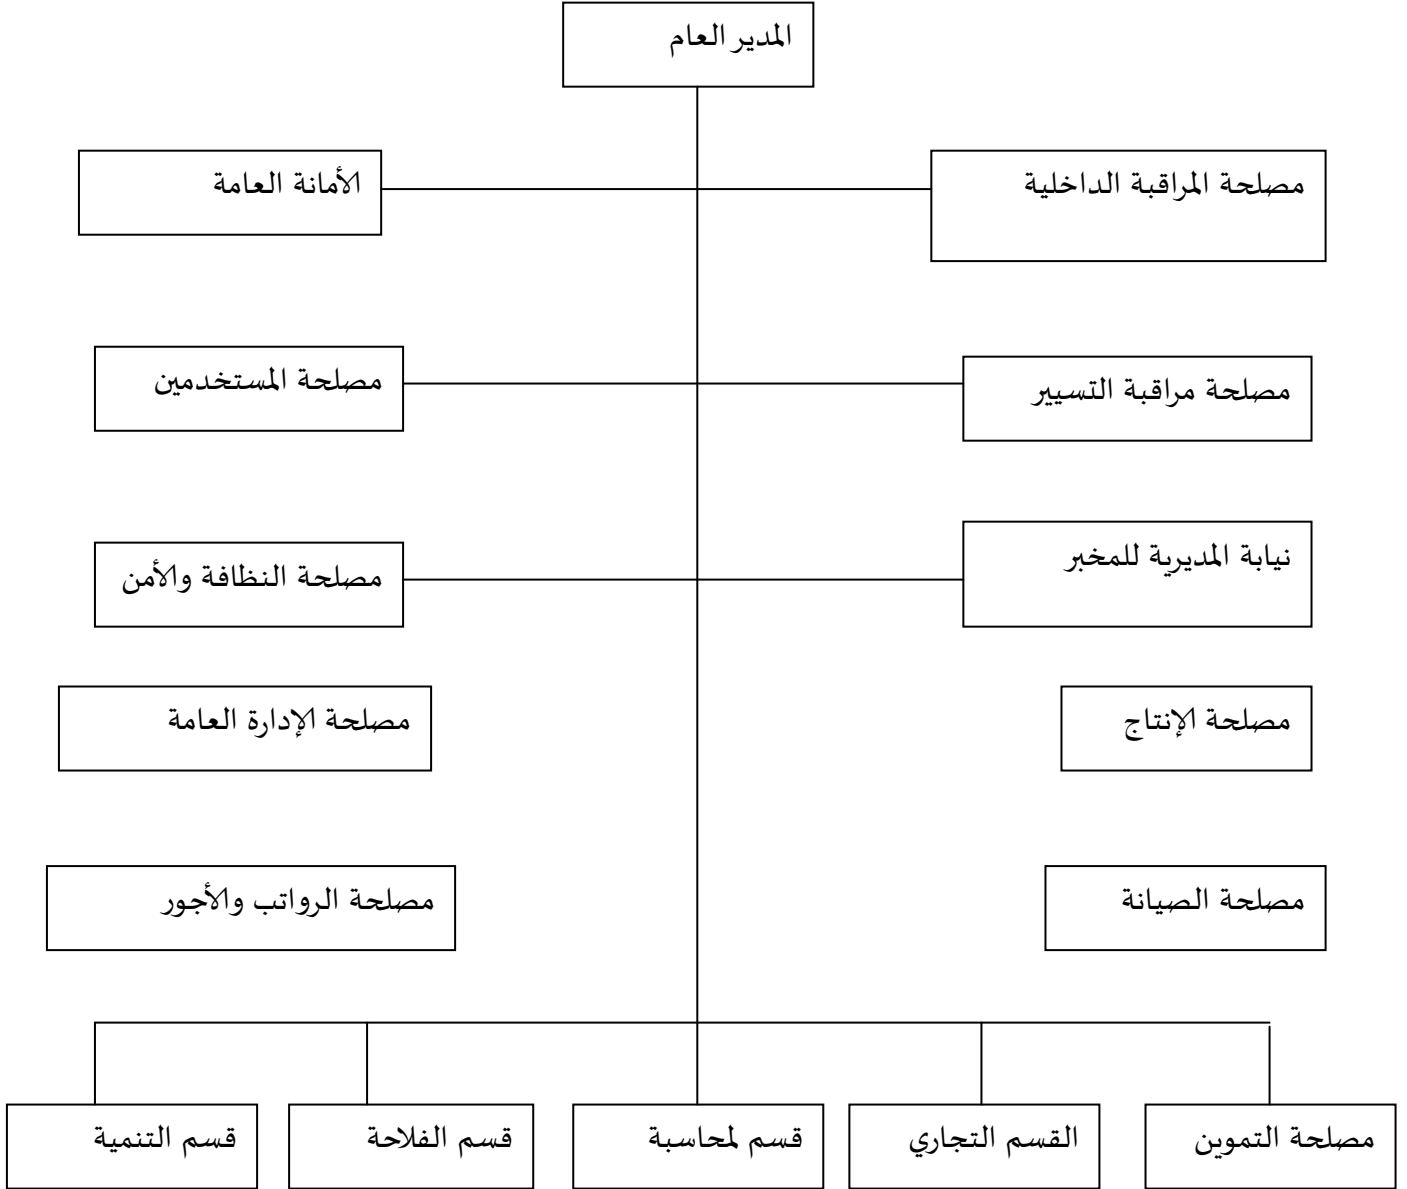 المدير العام
مصلحة المراقبة الداخلية
الأمانة العامة
مصلحة مراقبة التسيير
مصلحة المستخدمين
نيابة المديرية للمخبر
مصلحة النظافة والأمن
مصلحة الإنتاج
مصلحة الإدارة العامة
مصلحة الصيانة
مصلحة الرواتب والأجور
مصلحة التموين
القسم التجاري
قسم لمحاسبة
قسم الفلاحة
قسم التنمية